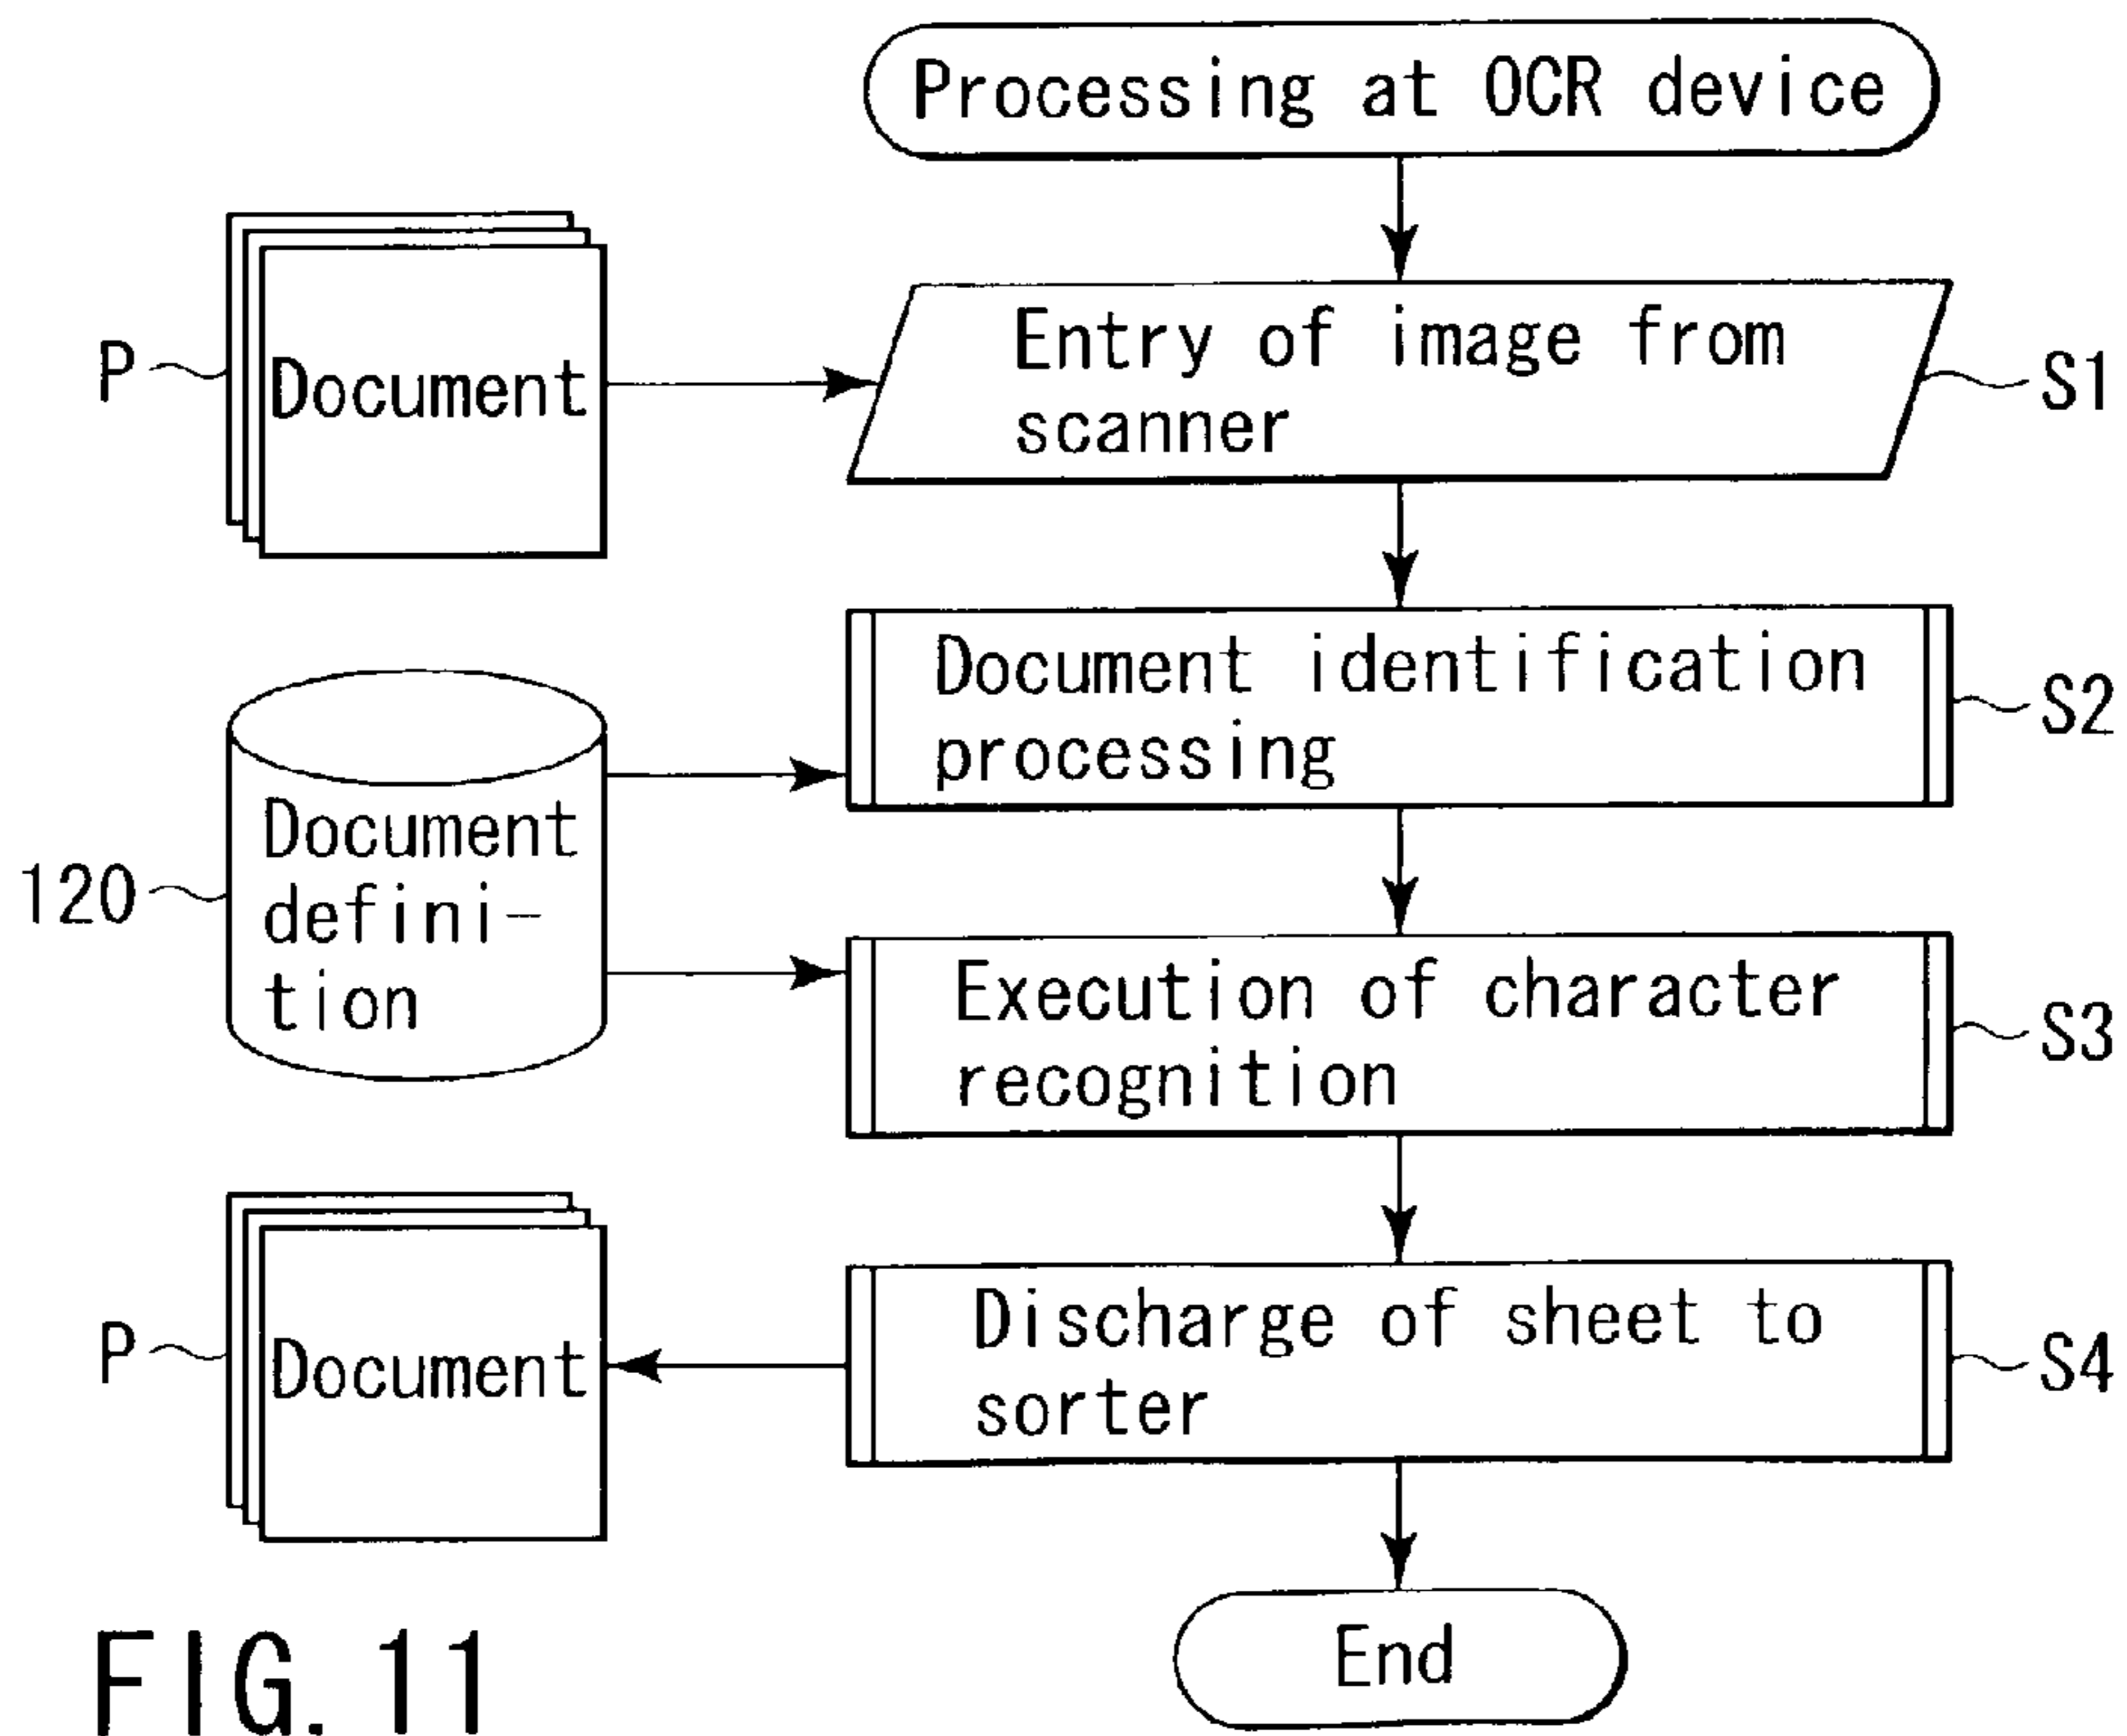 Processing at OCR device
P
Document
Entry of image from
scanner
S1
Document identification
processing
S2
120
Document
defini-
tion
Execution of character
recognition
S3
P
Document
Discharge of sheet to
sorter
S4
End
FIG. 11